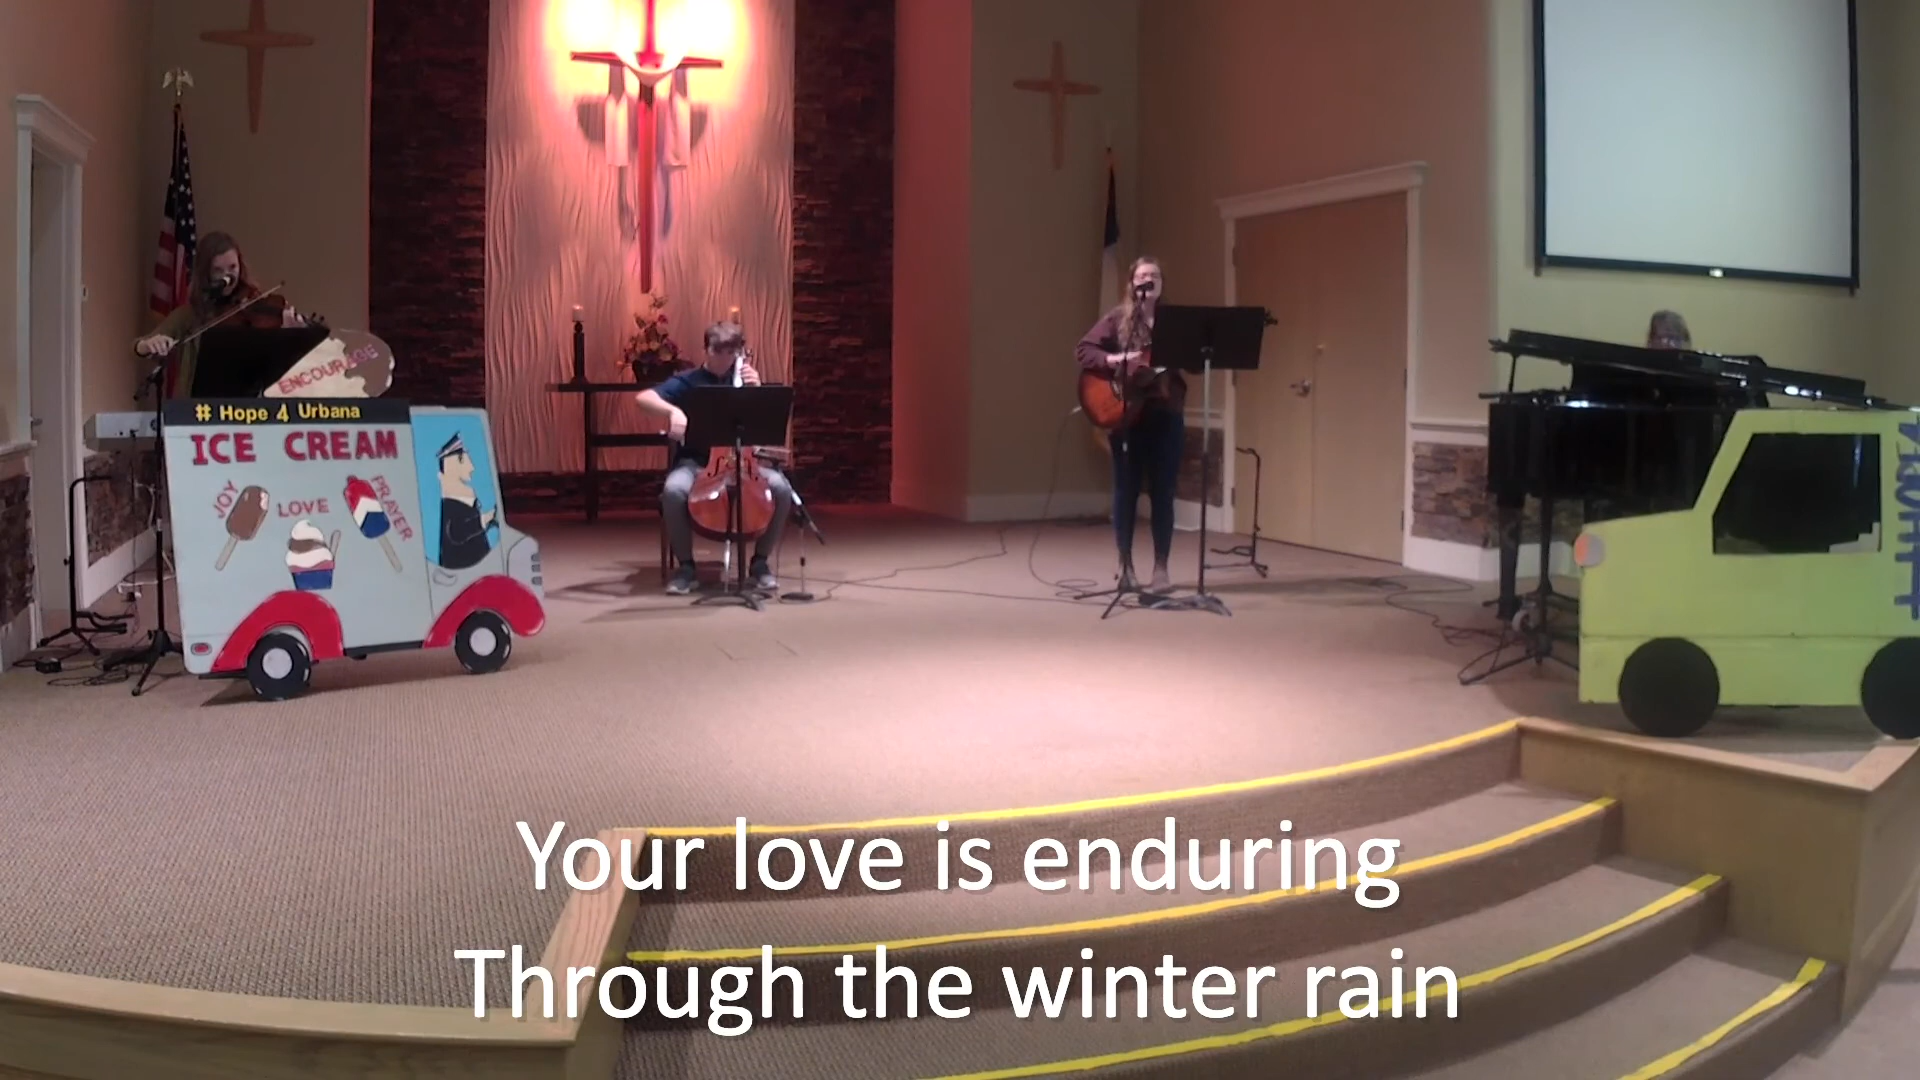 ENCOURAGE
# Hope 4 Urbana
ICE CREAM
JOY
LOVE
PRAYER
Your love is enduring
Through the winter rain